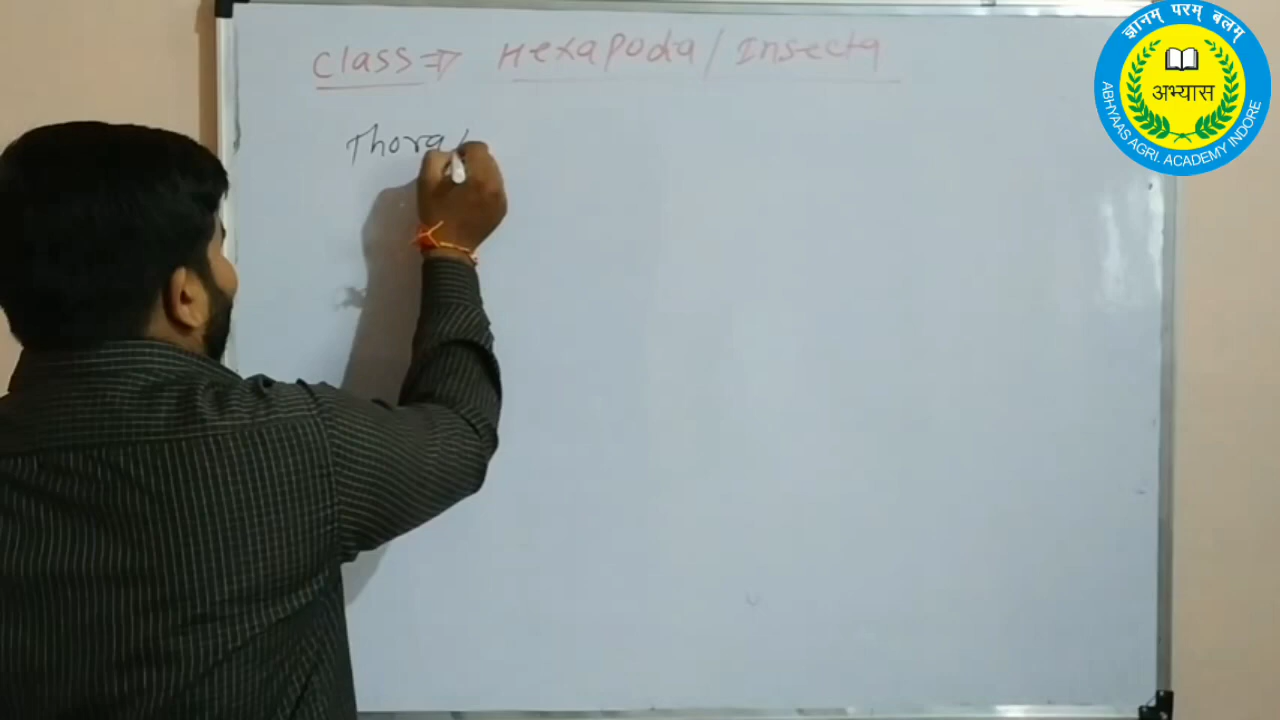 class ⇒ Hexapoda / Insecta
Thora
ज्ञानम् परम् बलम्
अभ्यास
ABHYAAS AGRI. ACADEMY INDORE